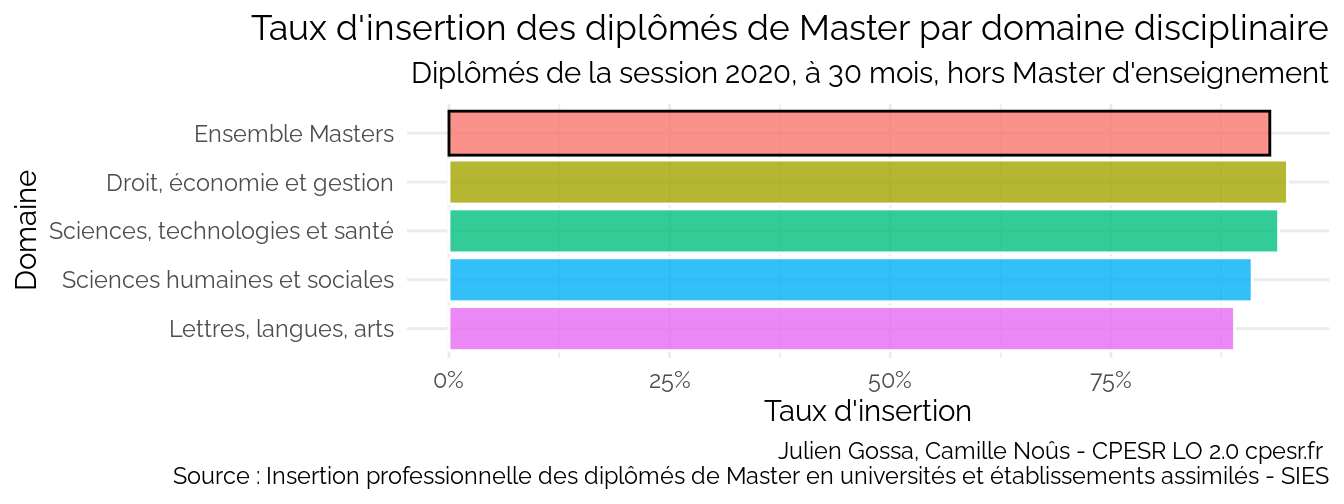 Taux d'insertion des diplômés de Master par domaine disciplinaire
Diplômés de la session 2020, à 30 mois, hors Master d'enseignement
Domaine
Ensemble Masters
Droit, économie et gestion
Sciences, technologies et santé
Sciences humaines et sociales
Lettres, langues, arts
0% 25% 50% 75%
Taux d'insertion
Julien Gossa, Camille Noûs - CPESR LO 2.0 cpesr.fr
Source : Insertion professionnelle des diplômés de Master en universités et établissements assimilés - SIES